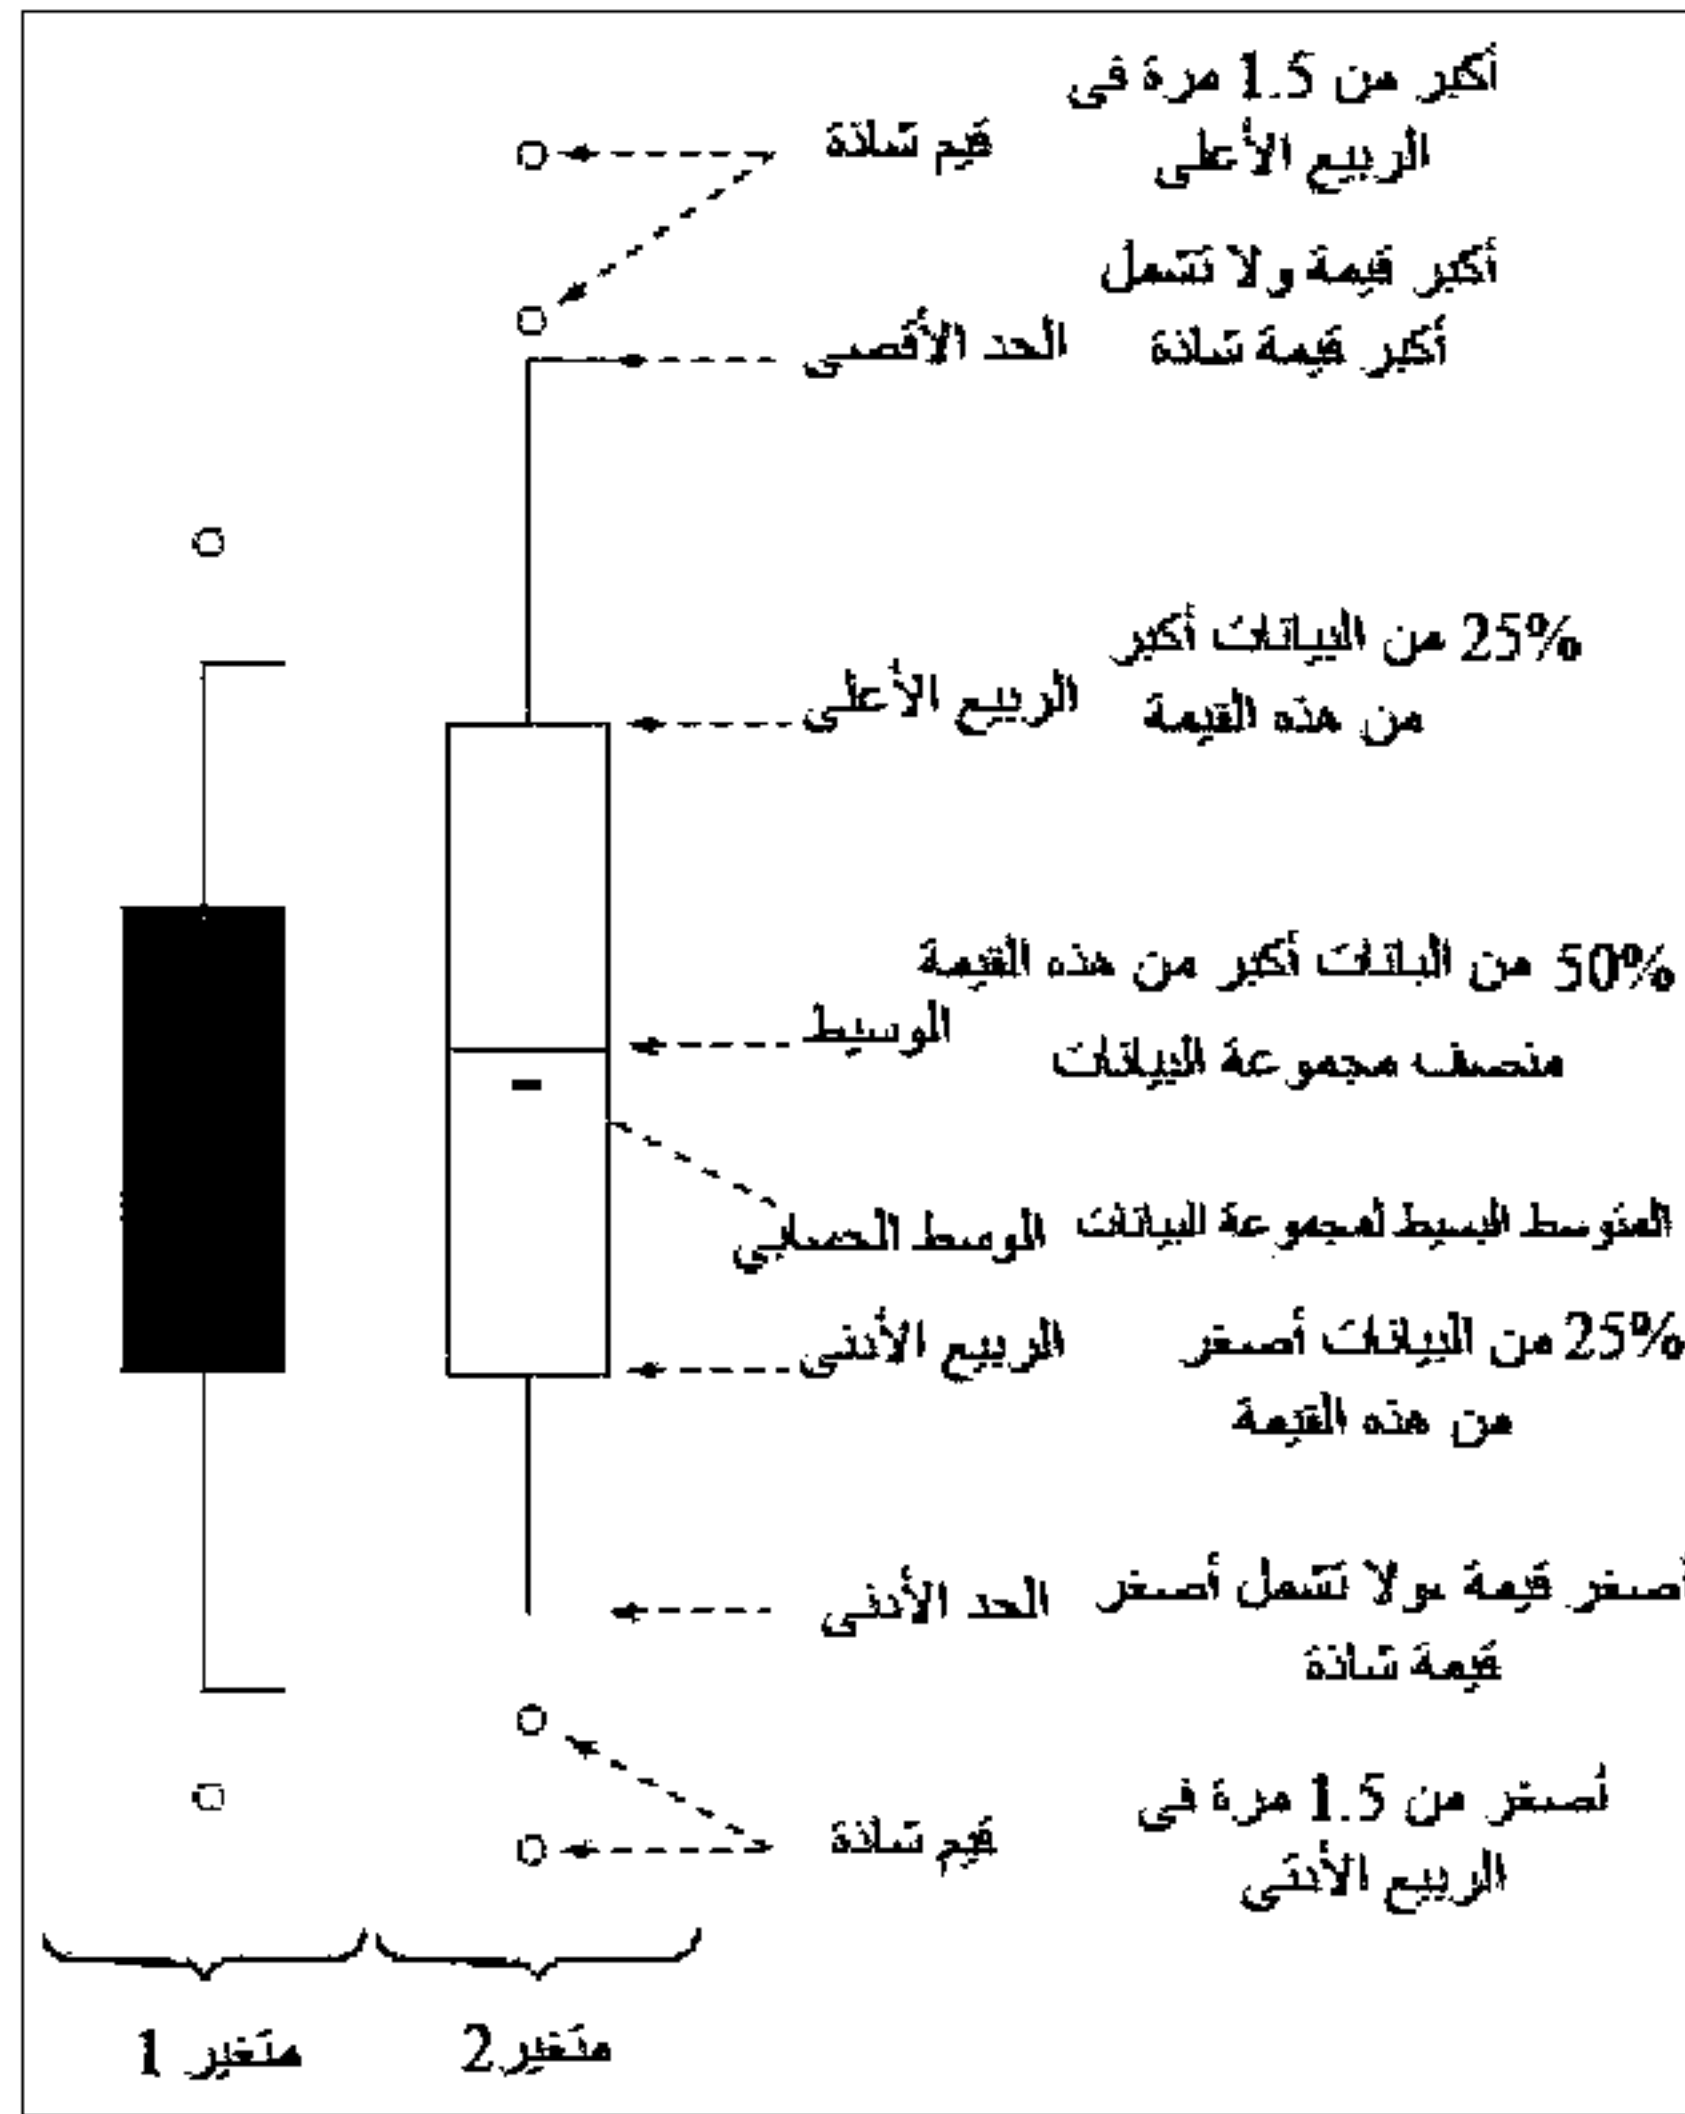 أكبر من 1.5 مرة فى
قيم شاذة
الربيع الأعلى
أكبر قيمة ولا تشمل
الحد الأقصى
أكبر قيمة شاذة
25% من البيانات أكبر
الربيع الأعلى
من هذه القيمة
50% من البانات أكبر من هذه القيمة
الوسيط
منصف مجموعة البيانات
المتوسط البسيط لمجموعة البيانات
الوسط الحسابي
25% من البيانات أصغر
الربيع الأدنى
من هذه القيمة
أصغر قيمة ولا تشمل أصغر
الحد الأدنى
قيمة شاذة
أصغر من 1.5 مرة فى
قيم شاذة
الربيع الأدنى
متغير 1
متغير 2